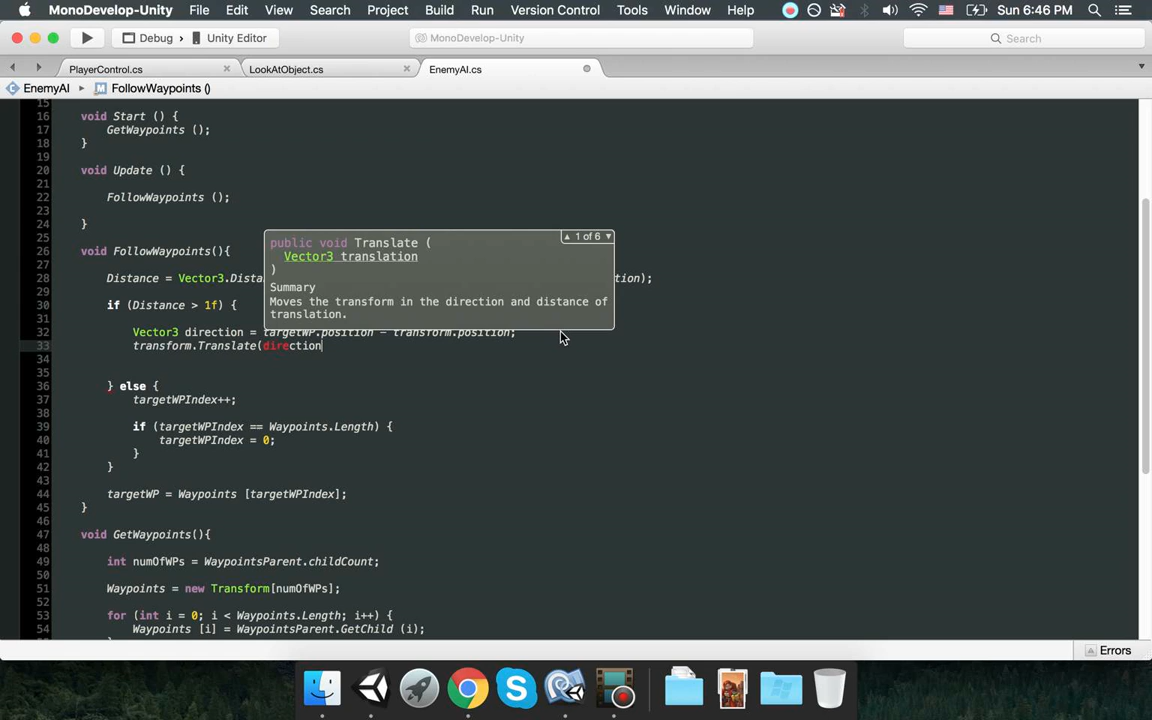 MonoDevelop-Unity File Edit View Search Project Build Run Version Control Tools Window Help Sun 6:46 PM
Debug Unity Editor MonoDevelop-Unity Search
PlayerControl.cs LookAtObject.cs EnemyAI.cs
EnemyAI FollowWaypoints ()
15
16 void Start () {
17 GetWaypoints ();
18 }
19
20 void Update () {
21
22 FollowWaypoints ();
23
24 }
25
26 void FollowWaypoints(){
27
28 Distance = Vector3.Dista ion);
29
30 if (Distance > 1f) {
31
32 Vector3 direction = targetWP.position - transform.position;
33 transform.Translate(direction
34
35
36 } else {
37 targetWPIndex++;
38
39 if (targetWPIndex == Waypoints.Length) {
40 targetWPIndex = 0;
41 }
42 }
43
44 targetWP = Waypoints [targetWPIndex];
45 }
46
47 void GetWaypoints(){
48
49 int numOfWPs = WaypointsParent.childCount;
50
51 Waypoints = new Transform[numOfWPs];
52
53 for (int i = 0; i < Waypoints.Length; i++) {
54 Waypoints [i] = WaypointsParent.GetChild (i);
public void Translate (
▲ 1 of 6 ▼
Vector3 translation
)
Summary
Moves the transform in the direction and distance of
translation.
Errors